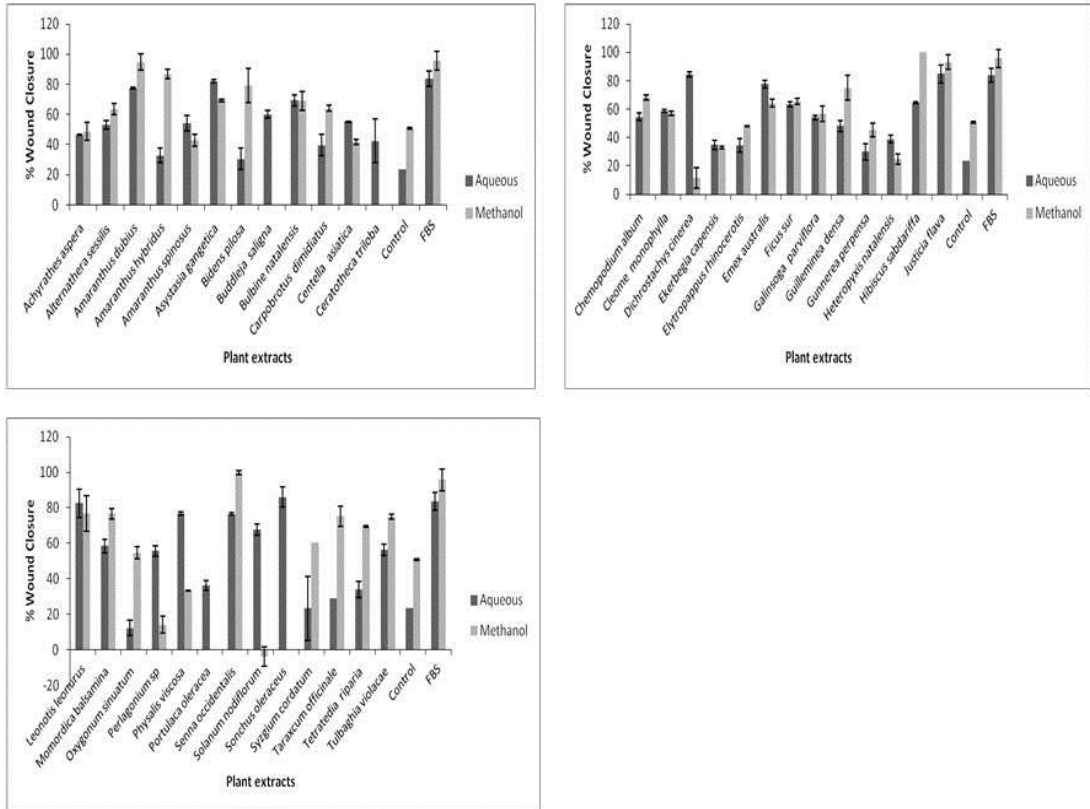 120
100
80
60
40
20
0
% Wound Closure
Aqueous
Methanol
Achyrathes aspera
Alternathera sessilis
Amaranthus dubius
Amaranthus hybridus
Amaranthus spinosus
Asystasia gangetica
Bidens pilosa
Buddleja saligna
Bulbine natalensis
Carpobrotus dimidiatus
Centella asiatica
Ceratotheca triloba
Control
FBS
Plant extracts
120
100
80
60
40
20
0
% Wound Closure
Aqueous
Methanol
Chemopodium album
Cleome monophylla
Dichrostachys cinerea
Ekerbegia capensis
Elytropappus rhinocerotis
Emex australis
Ficus sur
Galinsoga parviflora
Guilleminea densa
Gunnerea perpensa
Heteropyxis natalensis
Hibiscus sabdariffa
Justicia flava
Control
FBS
Plant extracts
120
100
80
60
40
20
0
-20
% Wound Closure
Aqueous
Methanol
Leonotis leomurus
Momordica balsamina
Oxygonum sinuatum
Perlagonium sp
Physalis viscosa
Portulaca oleracea
Senna occidentalis
Solanum nodiflorum
Sonchus oleraceus
Syzgium cordatum
Taraxcum officinale
Tetratedia riparia
Tulbaghia violacae
Control
FBS
Plant extracts